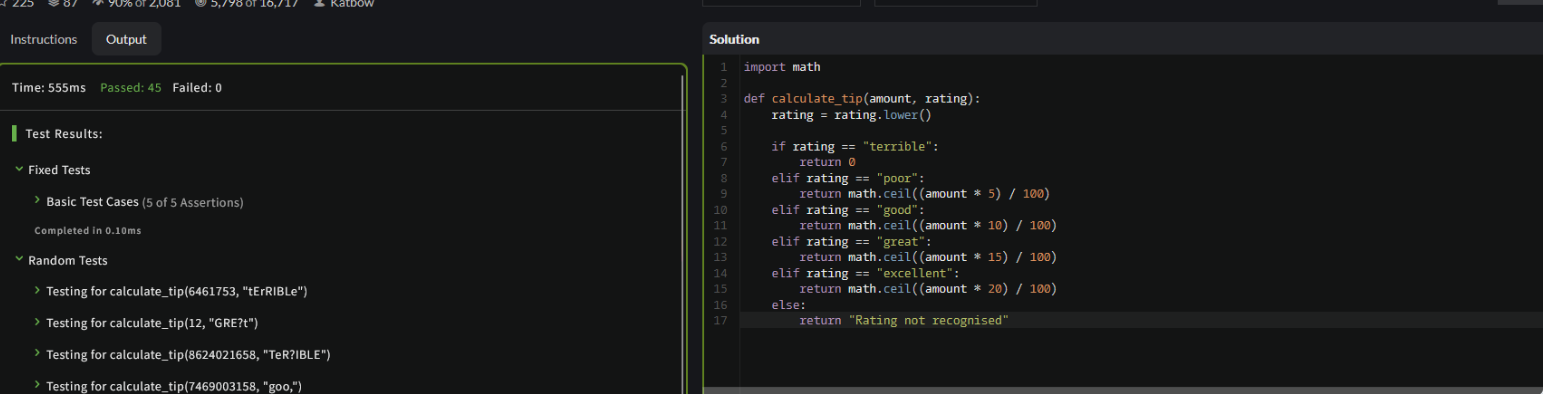 225 87 90% of 2,081 5,798 of 16,717 Katbow
Instructions Output
Time: 555ms Passed: 45 Failed: 0
Test Results:
Fixed Tests
Basic Test Cases (5 of 5 Assertions)
Completed in 0.10ms
Random Tests
Testing for calculate_tip(6461753, "tErRIBLe")
Testing for calculate_tip(12, "GRE?t")
Testing for calculate_tip(8624021658, "TeR?IBLE")
Testing for calculate_tip(7469003158, "goo,")
Solution
1 import math
2
3 def calculate_tip(amount, rating):
4     rating = rating.lower()
5
6     if rating == "terrible":
7         return 0
8     elif rating == "poor":
9         return math.ceil((amount * 5) / 100)
10     elif rating == "good":
11         return math.ceil((amount * 10) / 100)
12     elif rating == "great":
13         return math.ceil((amount * 15) / 100)
14     elif rating == "excellent":
15         return math.ceil((amount * 20) / 100)
16     else:
17         return "Rating not recognised"